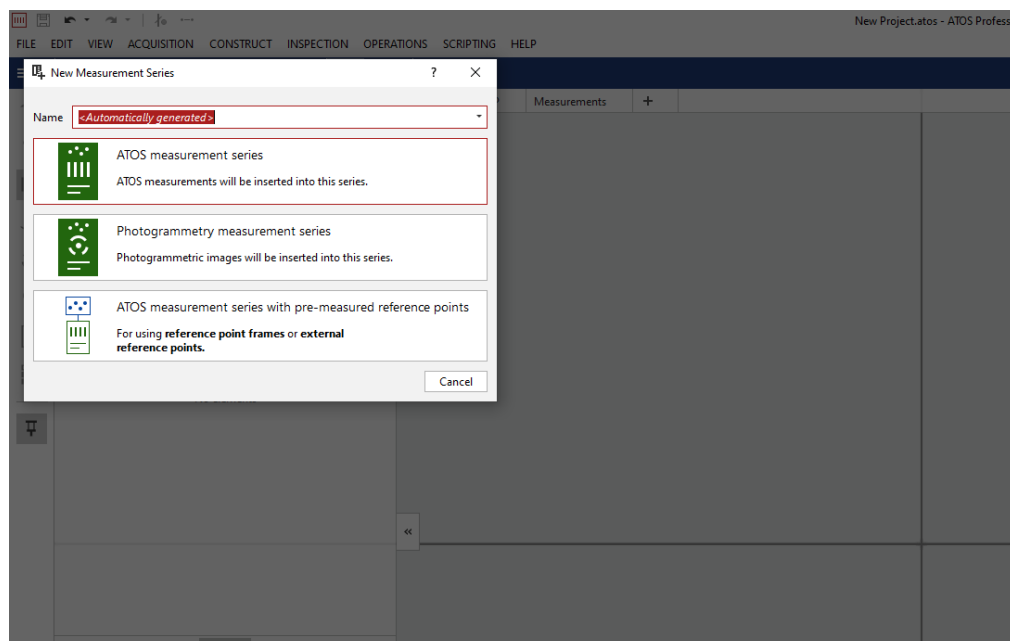 New Project.atos - ATOS Profess
FILE EDIT VIEW ACQUISITION CONSTRUCT INSPECTION OPERATIONS SCRIPTING HELP
New Measurement Series ?
Measurements +
Name <Automatically generated>
ATOS measurement series
ATOS measurements will be inserted into this series.
Photogrammetry measurement series
Photogrammetric images will be inserted into this series.
ATOS measurement series with pre-measured reference points
For using reference point frames or external
reference points.
Cancel